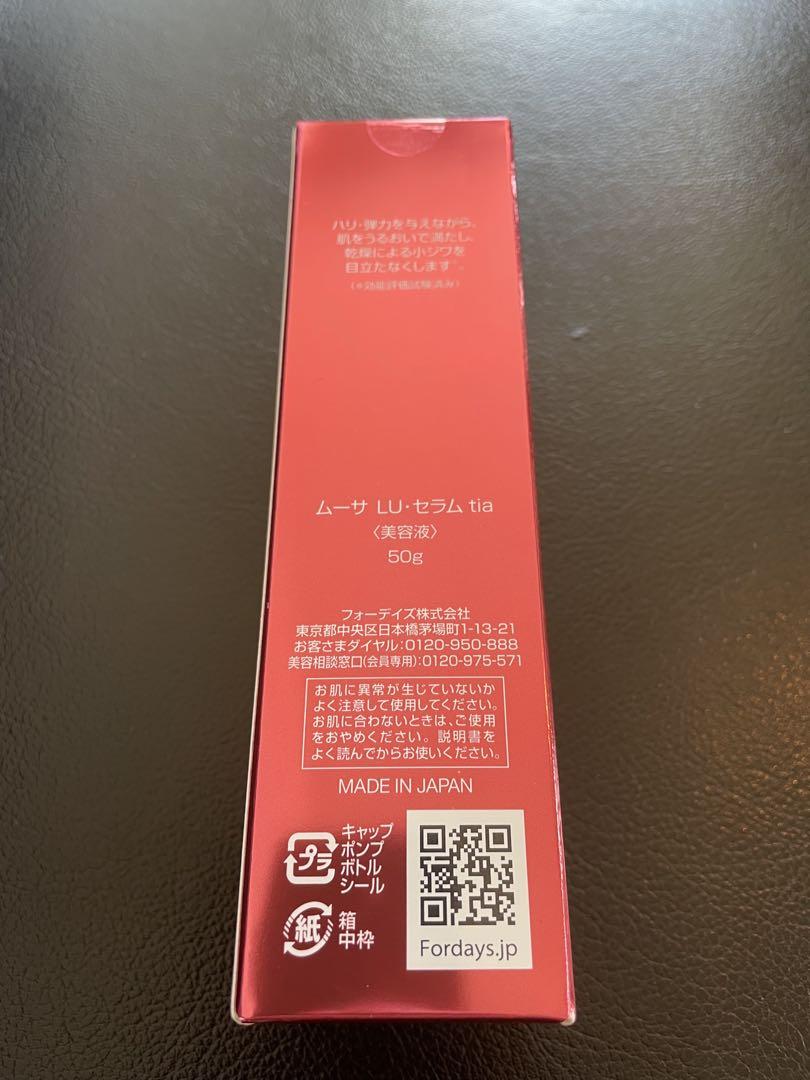 ハリ・弾力を与えながら、
肌をうるおいで満たし、
乾燥による小ジワを
目立たなくします*。
(*効能評価試験済み)
ムーサ LU・セラム tia
〈美容液〉
50g
フォーデイズ株式会社
東京都中央区日本橋茅場町1-13-21
お客さまダイヤル:0120-950-888
美容相談窓口(会員専用):0120-975-571
お肌に異常が生じていないか
よく注意して使用してください。
お肌に合わないときは、ご使用
をおやめください。説明書を
よく読んでからお使いください。
MADE IN JAPAN
プラ
キャップ
ポンプ
ボトル
シール
紙
箱
中枠
Fordays.jp